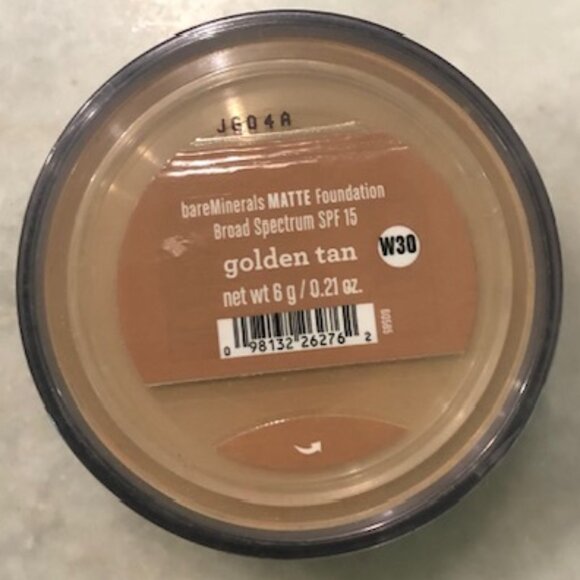 JG04A
bareMinerals MATTE Foundation
Broad Spectrum SPF 15
golden tan W30
net wt 6 g / 0.21 oz.
0 98132 26276 2